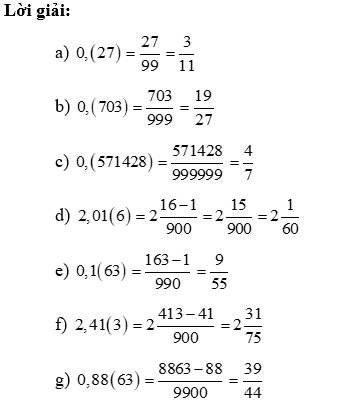 Lời giải:
a) 0,(27) = 27/99 = 3/11
b) 0,(703) = 703/999 = 19/27
c) 0,(571428) = 571428/999999 = 4/7
d) 2,01(6) = 2 16−1/900 = 2 15/900 = 2 1/60
e) 0,1(63) = 163−1/990 = 9/55
f) 2,41(3) = 2 413−41/900 = 2 31/75
g) 0,88(63) = 8863−88/9900 = 39/44